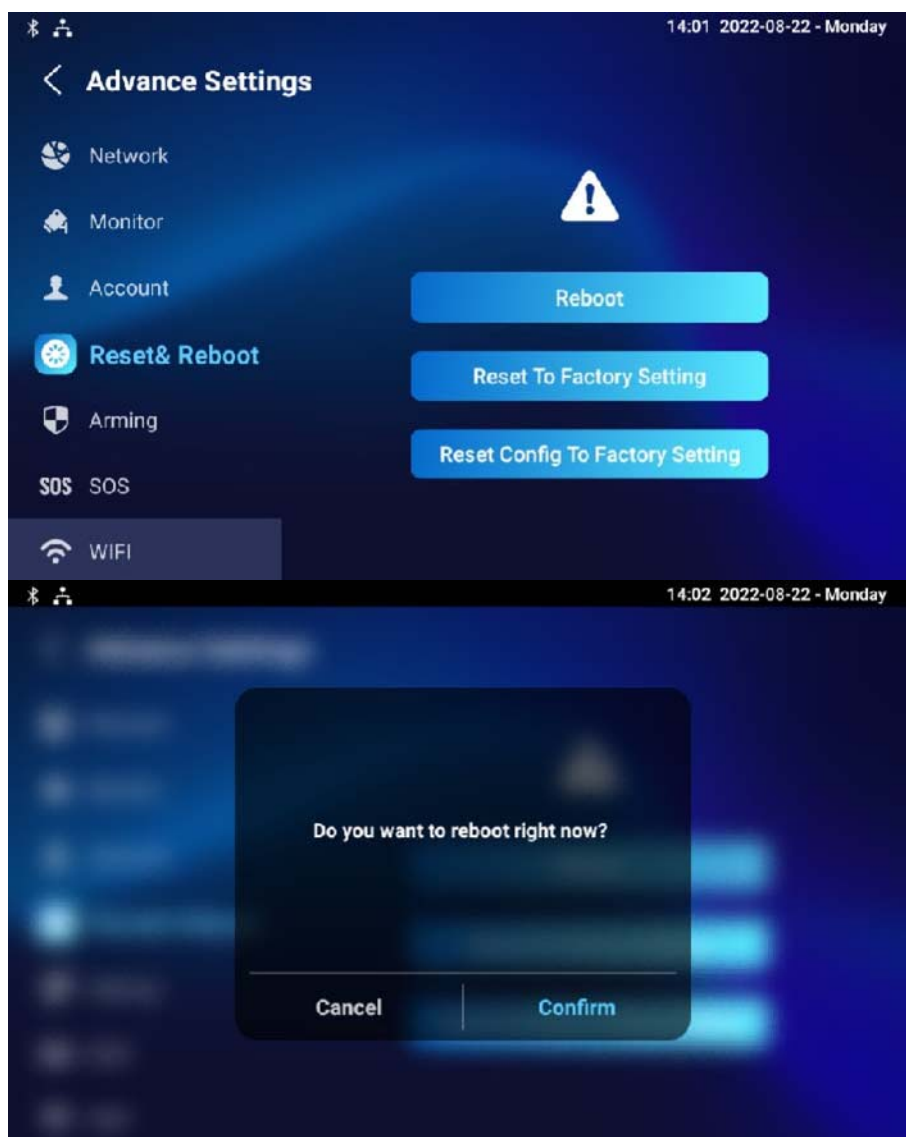 14:01 2022-08-22 - Monday
Advance Settings
Network
Monitor
Account
Reboot
Reset& Reboot
Reset To Factory Setting
Arming
Reset Config To Factory Setting
SOS SOS
WIFI
14:02 2022-08-22 - Monday
Do you want to reboot right now?
Cancel
Confirm